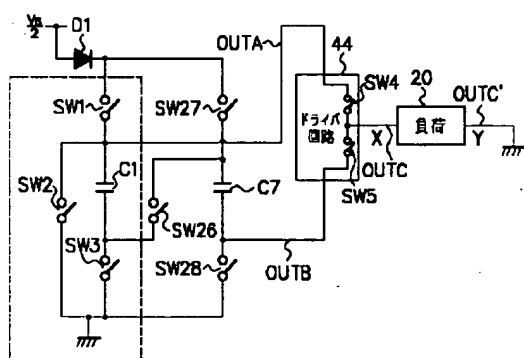 Vs/2
D1
OUTA
44
SW1
SW27
SW4
ドライバ
回路
20
負荷
OUTC'
X
Y
OUTC
SW5
SW2
C1
C7
SW26
SW3
SW28
OUTB